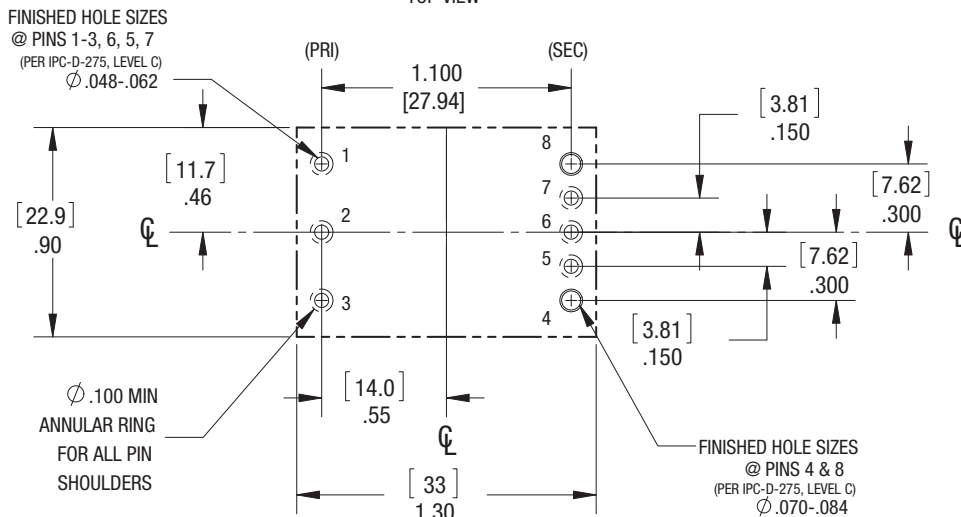 TOP VIEW
FINISHED HOLE SIZES
@ PINS 1-3, 6, 5, 7
(PER IPC-D-275, LEVEL C)
∅ .048-.062
(PRI)
(SEC)
1.100
[27.94]
[3.81]
.150
[11.7]
.46
[22.9]
.90
1
2
3
8
7
6
5
4
[7.62]
.300
[7.62]
.300
[3.81]
.150
℄
℄
∅ .100 MIN
ANNULAR RING
FOR ALL PIN
SHOULDERS
[14.0]
.55
℄
[33]
1.30
FINISHED HOLE SIZES
@ PINS 4 & 8
(PER IPC-D-275, LEVEL C)
∅ .070-.084